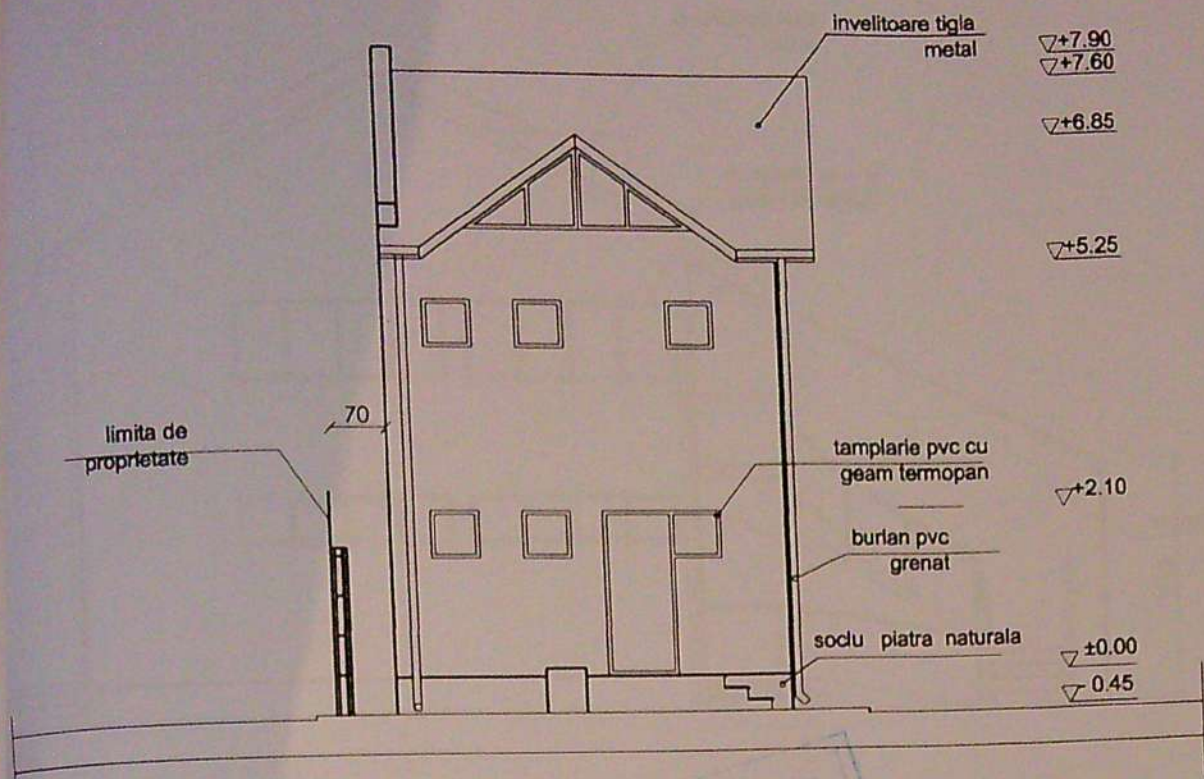 invelitoare tigla
metal
▽+7.90
▽+7.60
▽+6.85
▽+5.25
70
limita de
proprietate
tamplarie pvc cu
geam termopan
▽+2.10
burlan pvc
grenat
soclu piatra naturala
▽±0.00
▽- 0.45